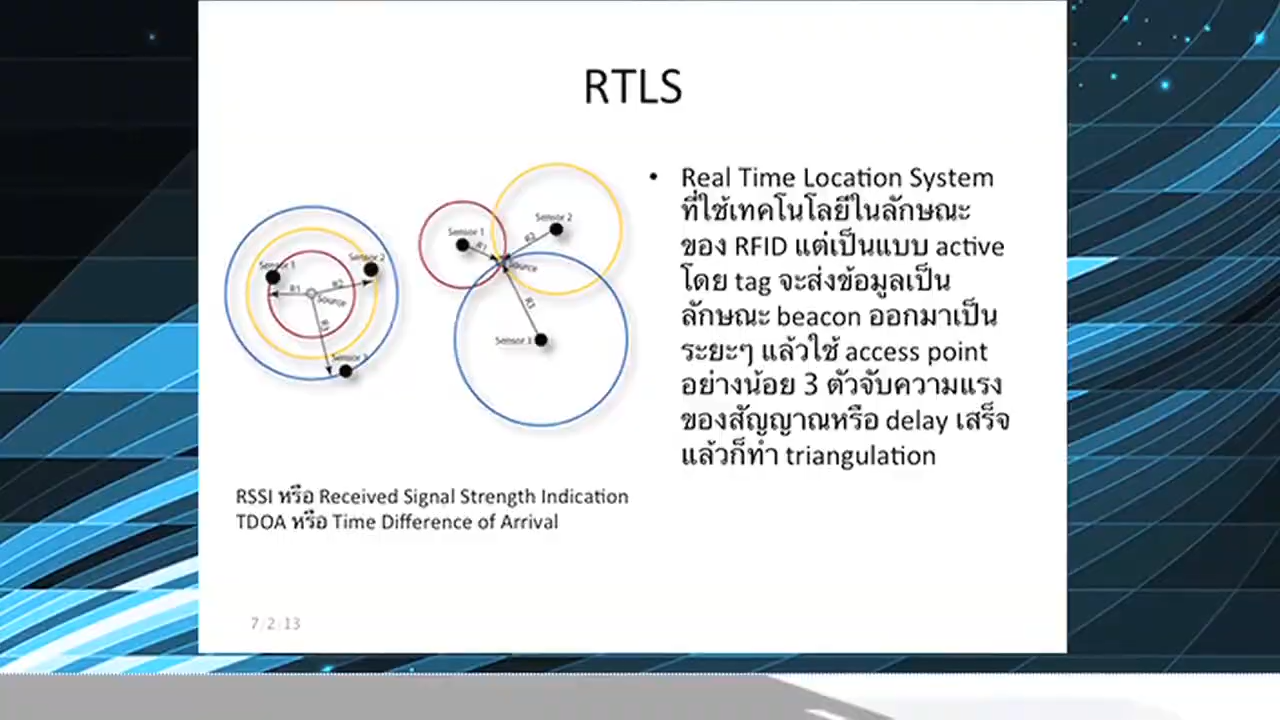 RTLS
Sensor 1
Sensor 2
R1
R2
Source
R3
Sensor 3
Sensor 1
Sensor 2
R1
R2
Source
R3
Sensor 3
• Real Time Location System
ที่ใช้เทคโนโลยีในลักษณะ
ของ RFID แต่เป็นแบบ active
โดย tag จะส่งข้อมูลเป็น
ลักษณะ beacon ออกมาเป็น
ระยะๆ แล้วใช้ access point
อย่างน้อย 3 ตัวจับความแรง
ของสัญญาณหรือ delay เสร็จ
แล้วก็ทำ triangulation
RSSI หรือ Received Signal Strength Indication
TDOA หรือ Time Difference of Arrival
7/2/13